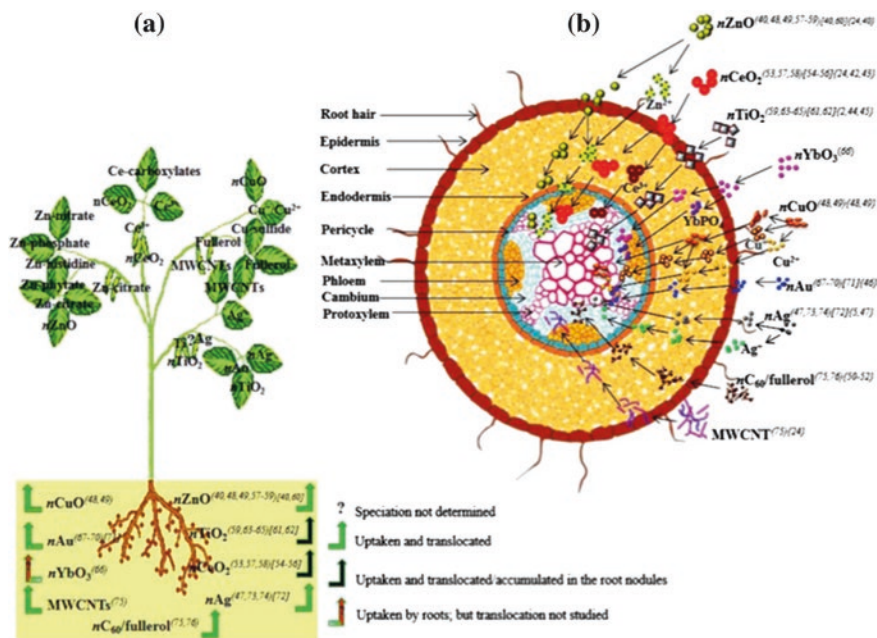 (a)
Ce-carboxylates
nCeO₂
Ce³⁺
Ce³⁺
nCeO₂
nCuO
Cu
Cu²⁺
Cu-sulfide
Zn-nitrate
Zn-phosphate
Zn-histidine
Zn-phytate
Zn-citrate
nZnO
Zn-citrate
Fullerol
MWCNTs
Fullerol
MWCNTs
Ag⁺
?Ag
nTiO₂
nAg
nAu
nTiO₂
nCuO(48,49)
nZnO(40,48,49,57-59)[40,60]
nAu(67-70)
nTiO₂(59,63-65)[61,62]
nYbO₃(66)
nCeO₂(53,57,58)[54-56]
MWCNTs(75)
nAg(47,73,74)[72]
nC₆₀/fullerol(75,76)
? Speciation not determined
Uptaken and translocated
Uptaken and translocated/accumulated in the root nodules
Uptaken by roots; but translocation not studied
(b)
Root hair
Epidermis
Cortex
Endodermis
Pericycle
Metaxylem
Phloem
Cambium
Protoxylem
nZnO(40,48,49,57-59)[40,60]{24,40}
Zn²⁺
nCeO₂(53,57,58)[54-56]{24,42,43}
nTiO₂(59,63-65)[61,62]{2,44,45}
Ce³⁺
nYbO₃(66)
YbPO₄
nCuO(48,49){48,49}
Cu
Cu²⁺
nAu(67-70)[71]{46}
nAg(47,73,74)[72]{5,47}
Ag⁺
nC₆₀/fullerol(75,76){50-52}
MWCNT(75){24}